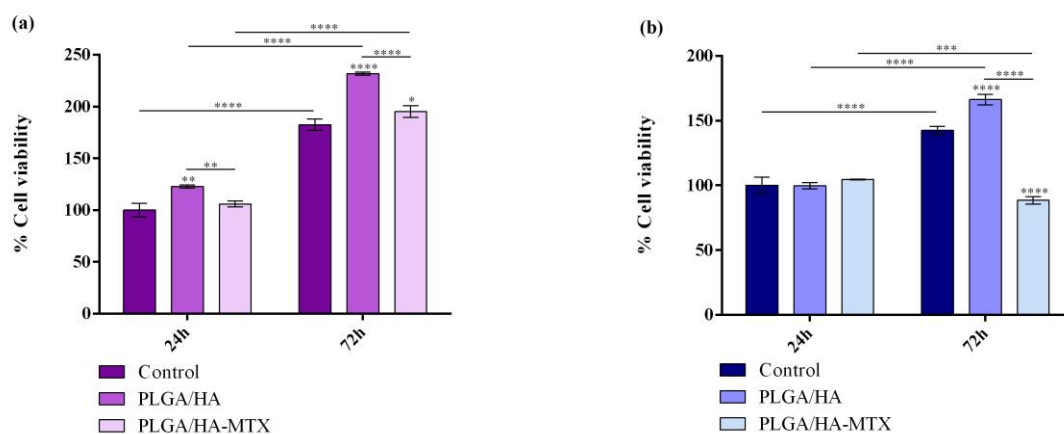 (a)
****
****
****
****
****
*
**
**
% Cell viability
250
200
150
100
50
0
24h
72h
Control
PLGA/HA
PLGA/HA-MTX
(b)
***
****
****
****
****
****
% Cell viability
200
150
100
50
0
24h
72h
Control
PLGA/HA
PLGA/HA-MTX